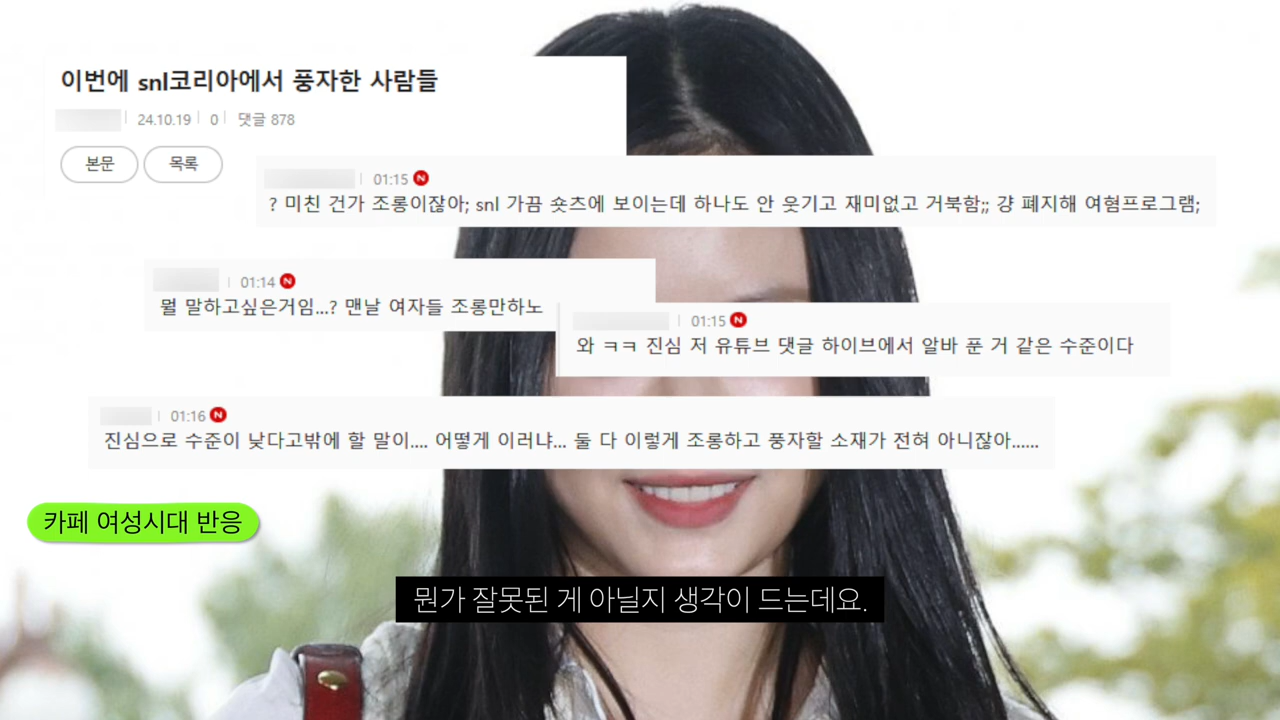 이번에 snl코리아에서 풍자한 사람들
24.10.19 0 댓글 878
본문 목록
01:15 N
? 미친 건가 조롱이잖아; snl 가끔 숏츠에 보이는데 하나도 안 웃기고 재미없고 거북함;; 걍 폐지해 여혐프로그램;
01:14 N
멀 말하고싶은거임...? 맨날 여자들 조롱만하노
01:15 N
와 ㅋㅋ 진심 저 유튜브 댓글 하이브에서 알바 푼 거 같은 수준이다
01:16 N
진심으로 수준이 낮다고밖에 할 말이.... 어떻게 이러냐... 둘 다 이렇게 조롱하고 풍자할 소재가 전혀 아니잖아......
카페 여성시대 반응
뭔가 잘못된 게 아닐지 생각이 드는데요.